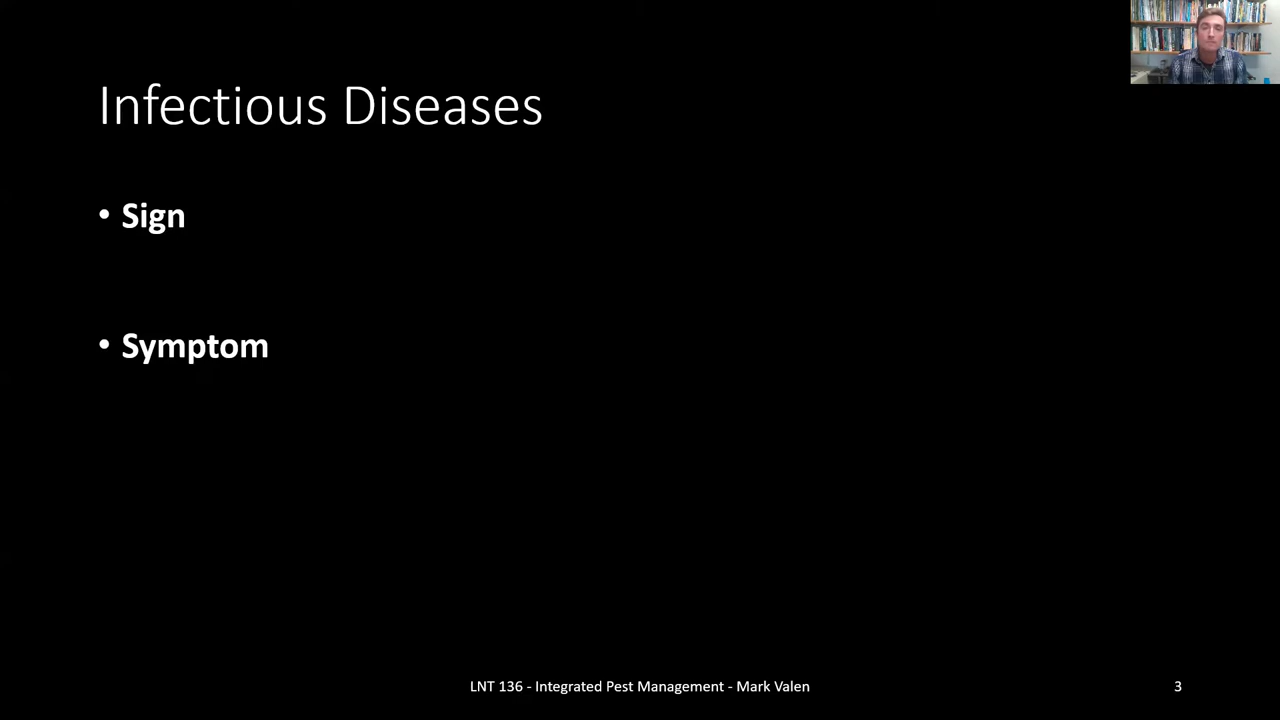 Infectious Diseases
• Sign
• Symptom
LNT 136 - Integrated Pest Management - Mark Valen
3